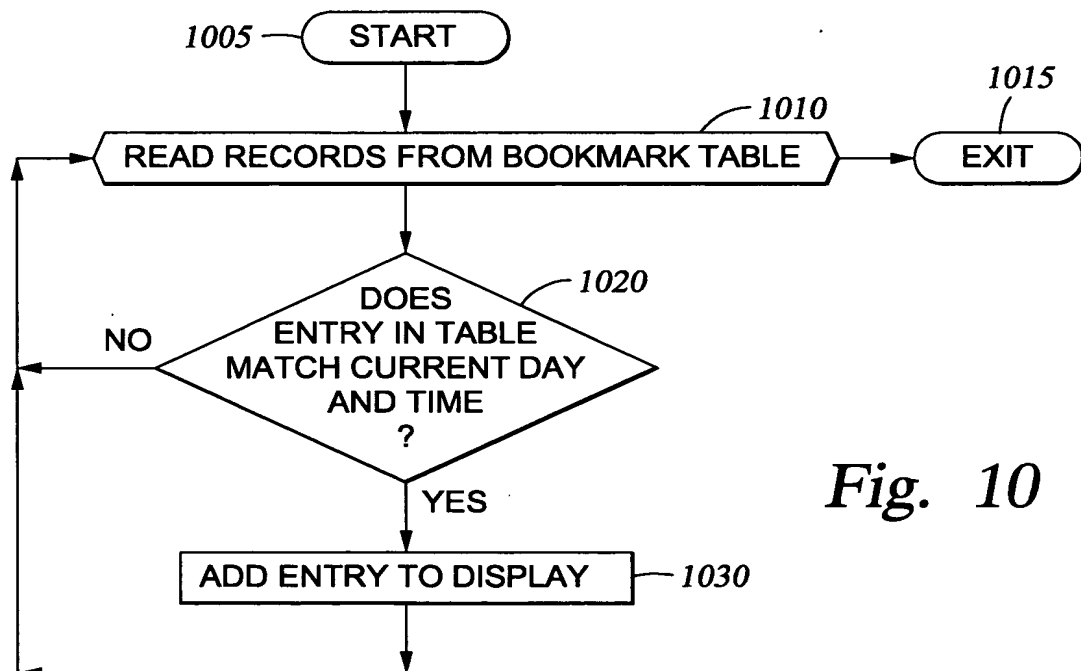 1005
START
1010
1015
READ RECORDS FROM BOOKMARK TABLE
EXIT
1020
DOES
ENTRY IN TABLE
MATCH CURRENT DAY
AND TIME
?
NO
YES
Fig. 10
ADD ENTRY TO DISPLAY
1030